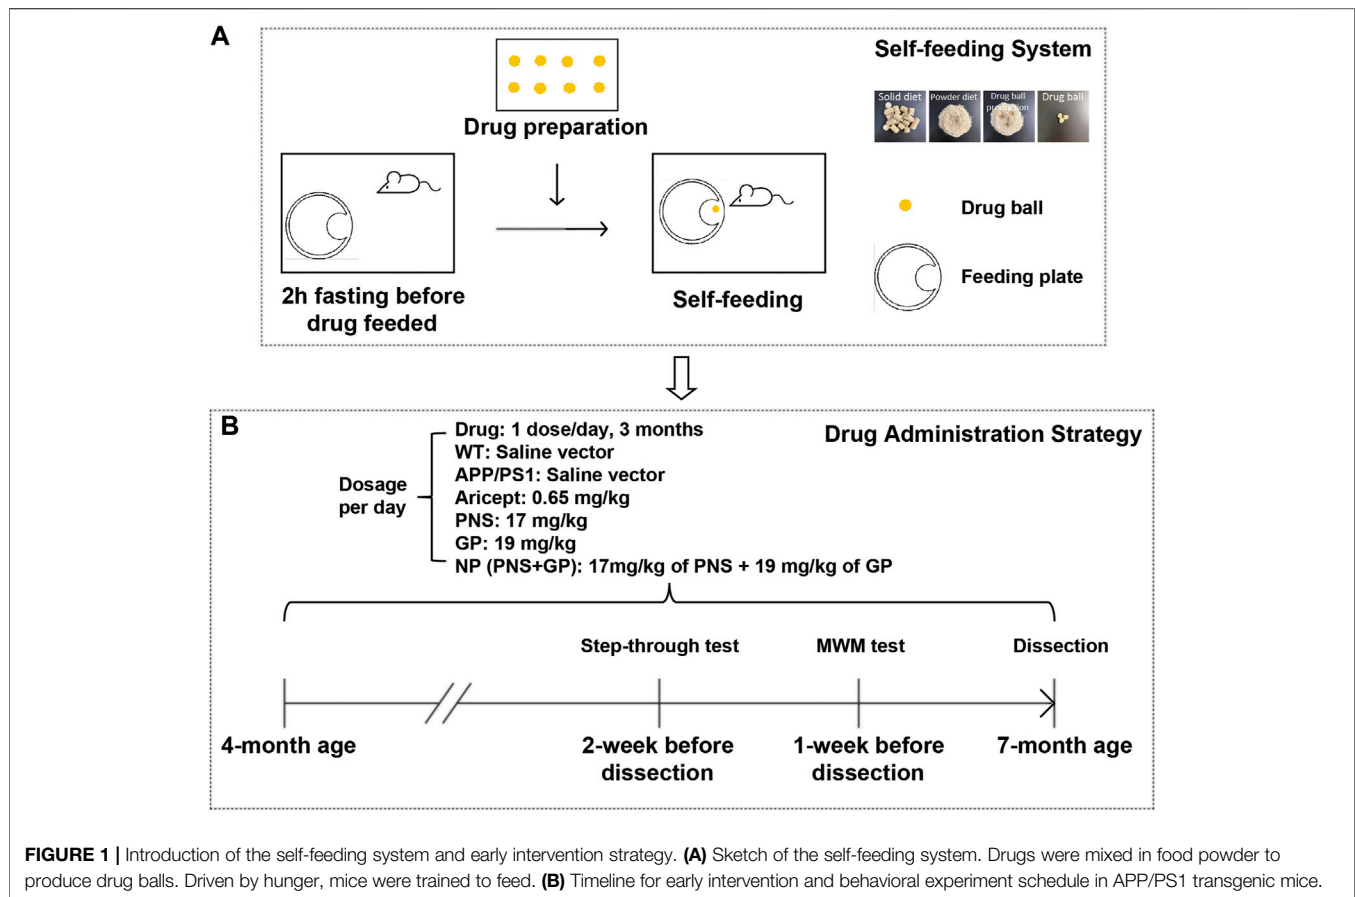 A
Self-feeding System
Solid diet
Powder diet
Drug ball
production
Drug ball
Drug preparation
Drug ball
Feeding plate
2h fasting before
drug feeded
Self-feeding
B
Drug Administration Strategy
Dosage
per day
Drug: 1 dose/day, 3 months
WT: Saline vector
APP/PS1: Saline vector
Aricept: 0.65 mg/kg
PNS: 17 mg/kg
GP: 19 mg/kg
NP (PNS+GP): 17mg/kg of PNS + 19 mg/kg of GP
Step-through test
MWM test
Dissection
4-month age
2-week before
dissection
1-week before
dissection
7-month age
FIGURE 1 | Introduction of the self-feeding system and early intervention strategy. (A) Sketch of the self-feeding system. Drugs were mixed in food powder to
produce drug balls. Driven by hunger, mice were trained to feed. (B) Timeline for early intervention and behavioral experiment schedule in APP/PS1 transgenic mice.